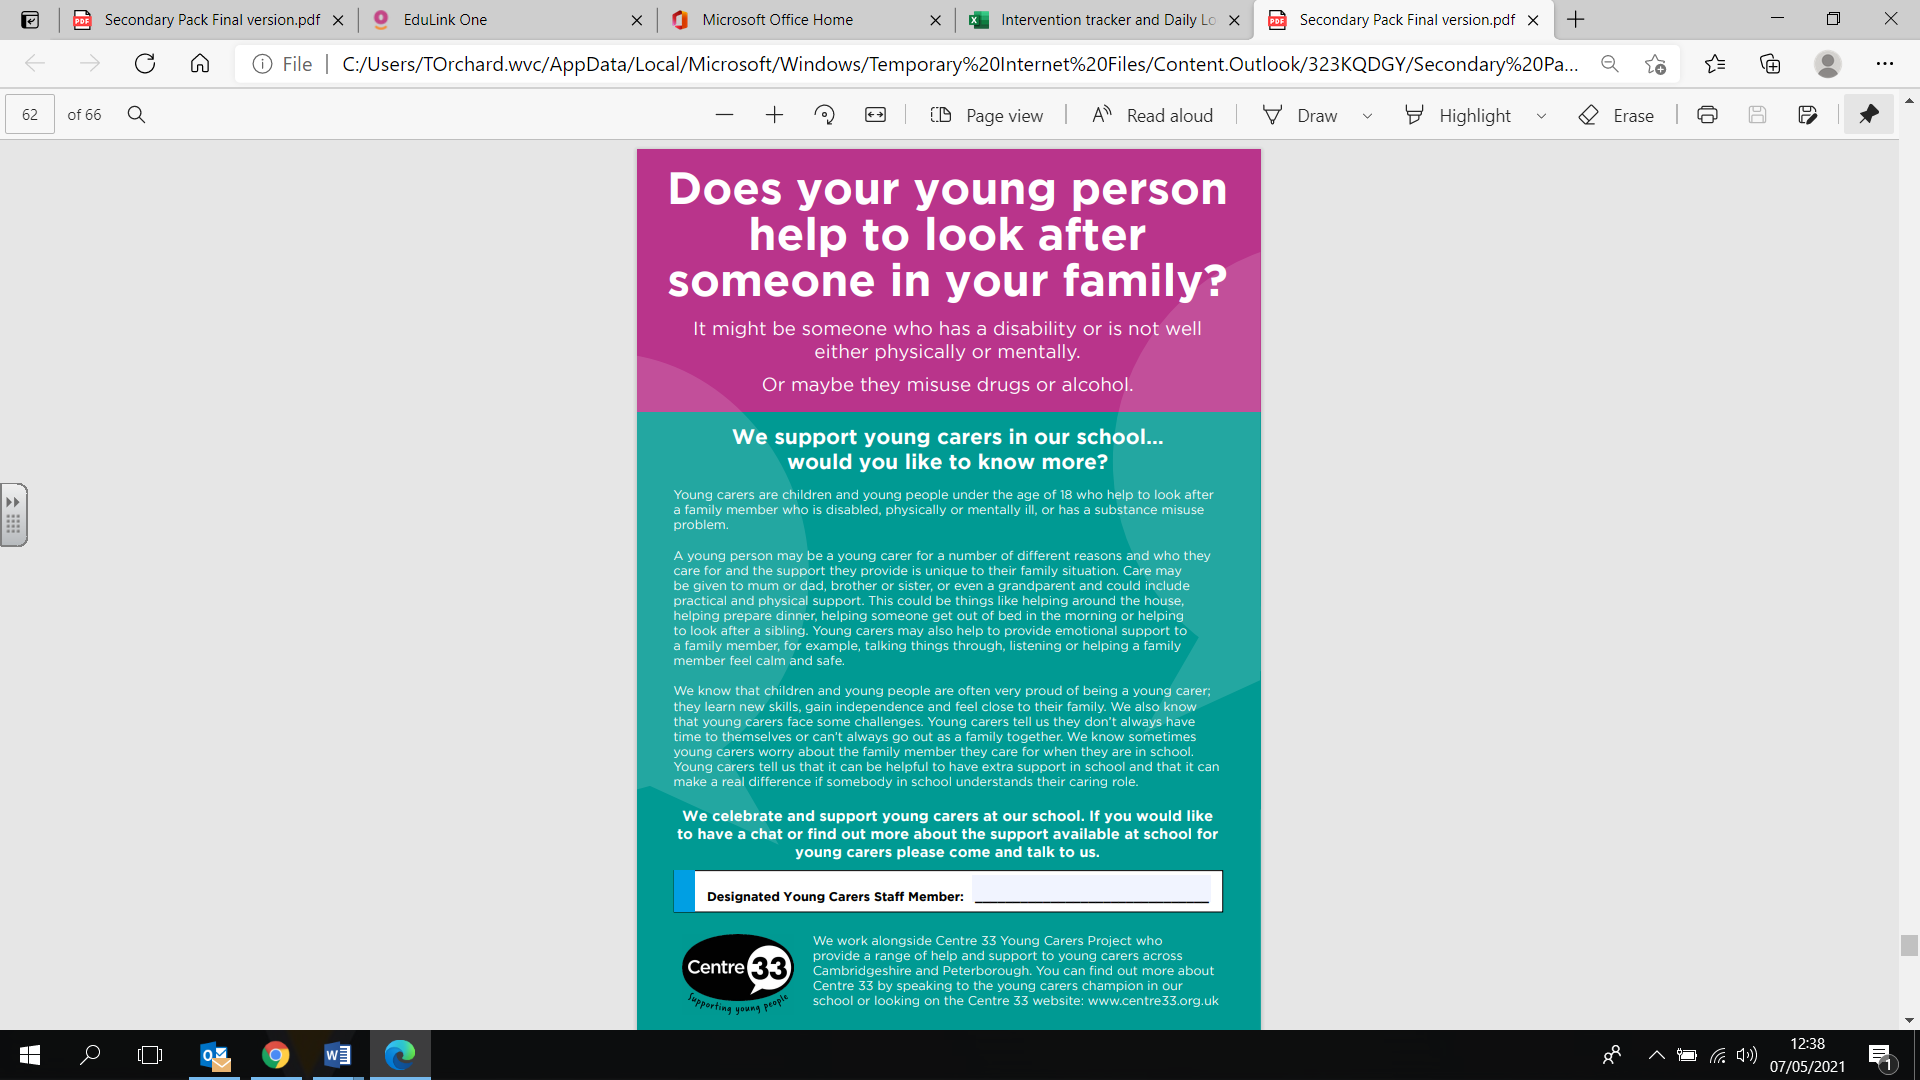 Secondary Pack Final version.pdf
EduLink One
Microsoft Office Home
Intervention tracker and Daily Lo
Secondary Pack Final version.pdf
File
C:/Users/TOrchard.wvc/AppData/Local/Microsoft/Windows/Temporary%20Internet%20Files/Content.Outlook/323KQDGY/Secondary%20Pa...
62 of 66
Page view
Read aloud
Draw
Highlight
Erase
Does your young person
help to look after
someone in your family?
It might be someone who has a disability or is not well
either physically or mentally.
Or maybe they misuse drugs or alcohol.
We support young carers in our school...
would you like to know more?
Young carers are children and young people under the age of 18 who help to look after
a family member who is disabled, physically or mentally ill, or has a substance misuse
problem.
A young person may be a young carer for a number of different reasons and who they
care for and the support they provide is unique to their family situation. Care may
be given to mum or dad, brother or sister, or even a grandparent and could include
practical and physical support. This could be things like helping around the house,
helping prepare dinner, helping someone get out of bed in the morning or helping
to look after a sibling. Young carers may also help to provide emotional support to
a family member, for example, talking things through, listening or helping a family
member feel calm and safe.
We know that children and young people are often very proud of being a young carer;
they learn new skills, gain independence and feel close to their family. We also know
that young carers face some challenges. Young carers tell us they don't always have
time to themselves or can't always go out as a family together. We know sometimes
young carers worry about the family member they care for when they are in school.
Young carers tell us that it can be helpful to have extra support in school and that it can
make a real difference if somebody in school understands their caring role.
We celebrate and support young carers at our school. If you would like
to have a chat or find out more about the support available at school for
young carers please come and talk to us.
Designated Young Carers Staff Member:
Centre 33
Supporting young people
We work alongside Centre 33 Young Carers Project who
provide a range of help and support to young carers across
Cambridgeshire and Peterborough. You can find out more about
Centre 33 by speaking to the young carers champion in our
school or looking on the Centre 33 website: www.centre33.org.uk
12:38
07/05/2021
1